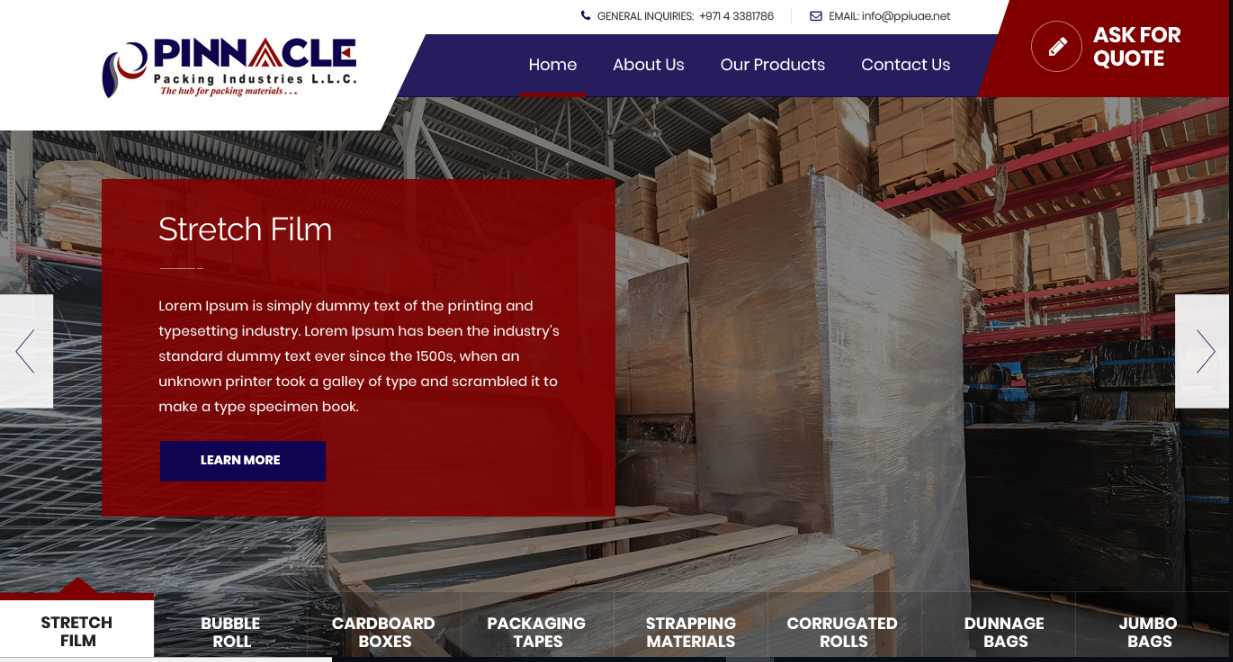 GENERAL INQUIRIES: +971 4 3381786
EMAIL: info@ppiuae.net
ASK FOR
QUOTE
PINNACLE
Packing Industries L.L.C.
The hub for packing materials...
Home
About Us
Our Products
Contact Us
Stretch Film
Lorem Ipsum is simply dummy text of the printing and
typesetting industry. Lorem Ipsum has been the industry's
standard dummy text ever since the 1500s, when an
unknown printer took a galley of type and scrambled it to
make a type specimen book.
LEARN MORE
STRETCH
FILM
BUBBLE
ROLL
CARDBOARD
BOXES
PACKAGING
TAPES
STRAPPING
MATERIALS
CORRUGATED
ROLLS
DUNNAGE
BAGS
JUMBO
BAGS